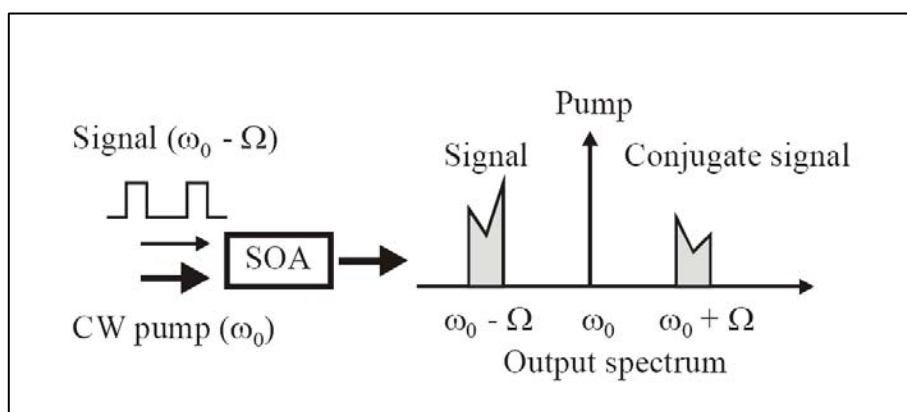 Signal (ω₀ - Ω)
SOA
CW pump (ω₀)
Pump
Signal
Conjugate signal
ω₀ - Ω
ω₀
ω₀ + Ω
Output spectrum